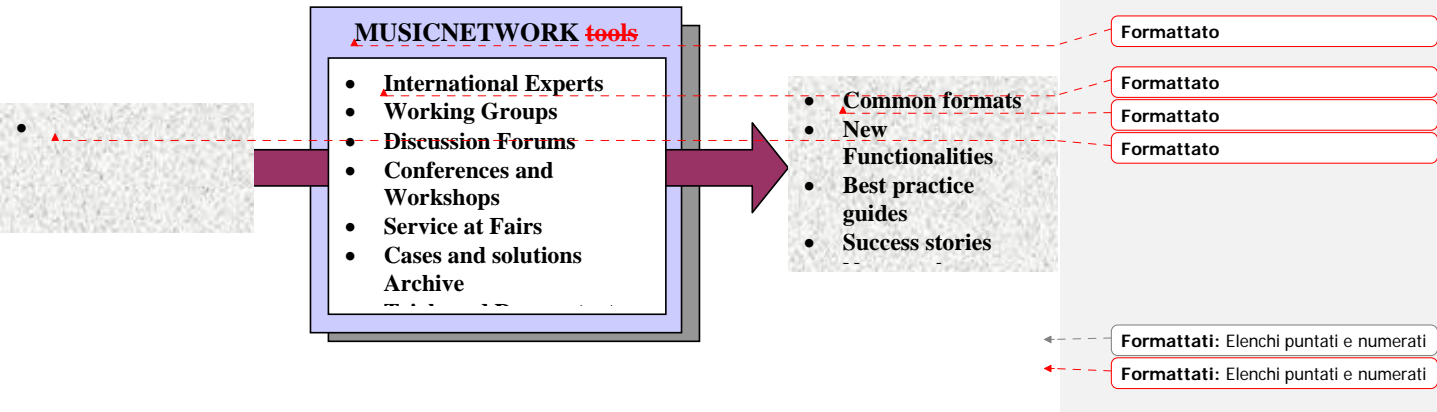 MUSICNETWORK tools
• International Experts
• Working Groups
• Discussion Forums
• Conferences and
Workshops
• Service at Fairs
• Cases and solutions
Archive
•
• Common formats
• New
Functionalities
• Best practice
guides
• Success stories
Formattato
Formattato
Formattato
Formattato
Formattati: Elenchi puntati e numerati
Formattati: Elenchi puntati e numerati